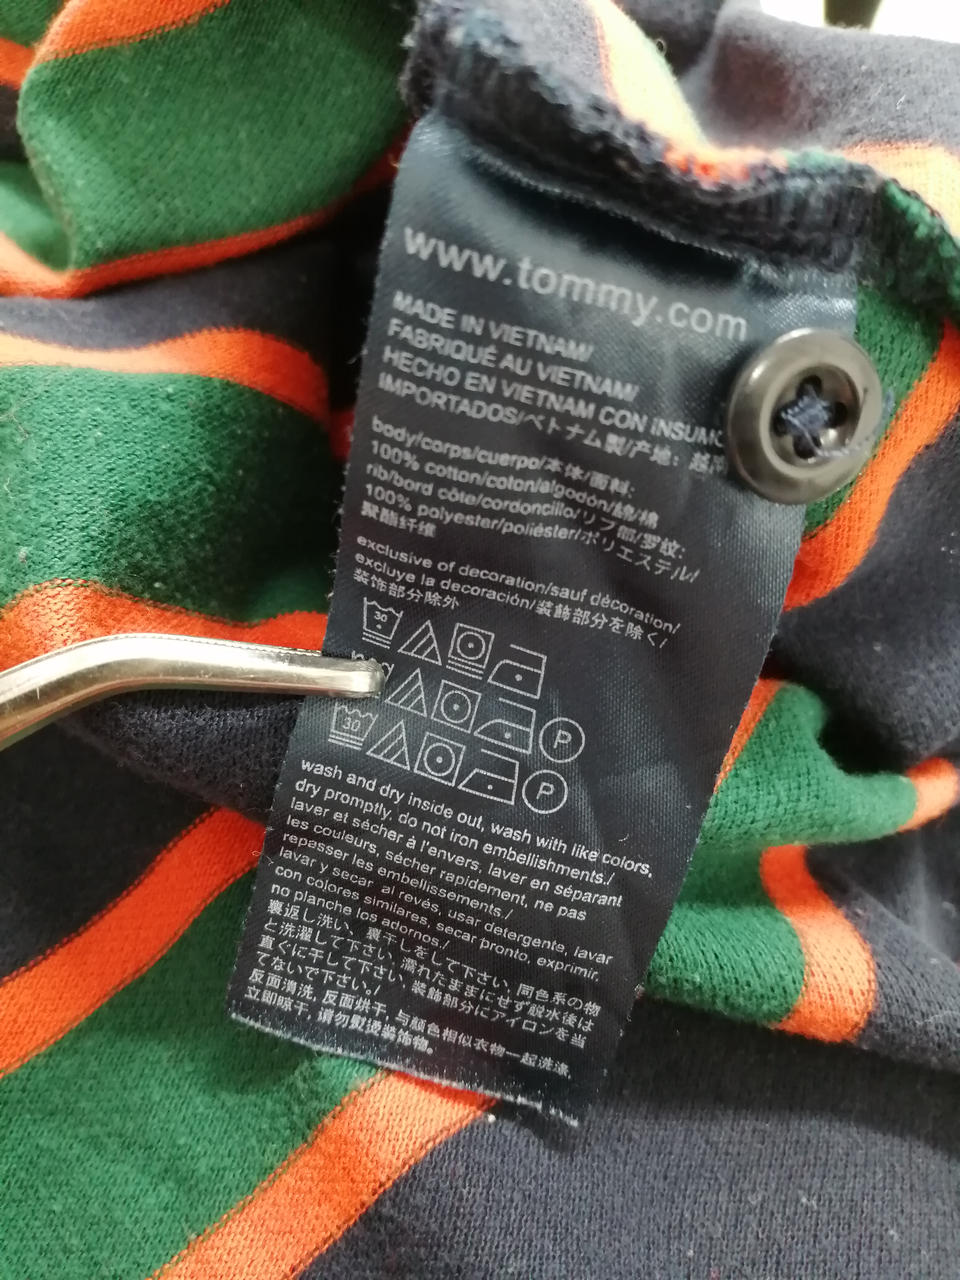 www.tommy.com
MADE IN VIETNAM/
FABRIQUÉ AU VIETNAM/
HECHO EN VIETNAM CON INSUMO
IMPORTADOS/ベトナム製/产地: 越南
body/corps/cuerpo/本体/面料:
100% cotton/coton/algodón/綿/棉
rib/bord côte/cordoncillo/リブ部/罗纹:
100% polyester/poliéster/ポリエステル/
聚酯纤维
exclusive of decoration/sauf décoration/
excluye la decoración/装飾部分を除く/
装饰部分除外
30
30
P
P
wash and dry inside out, wash with like colors,
dry promptly, do not iron embellishments./
laver et sécher à l'envers, laver en séparant
les couleurs, sécher rapidement, ne pas
repasser les embellissements./
lavar y secar al revés, usar detergente, lavar
con colores similares, secar pronto, exprimir,
no planche los adornos./
裏返し洗い、裏干しをして下さい, 同色系の物
と洗濯して下さい, 濡れたままにせず脱水後は
直ぐに干して下さい, 装飾部分にアイロンを当
てないで下さい。/
反面清洗, 反面烘干, 与颜色相似衣物一起洗涤,
立即晾干, 请勿熨烫装饰物。